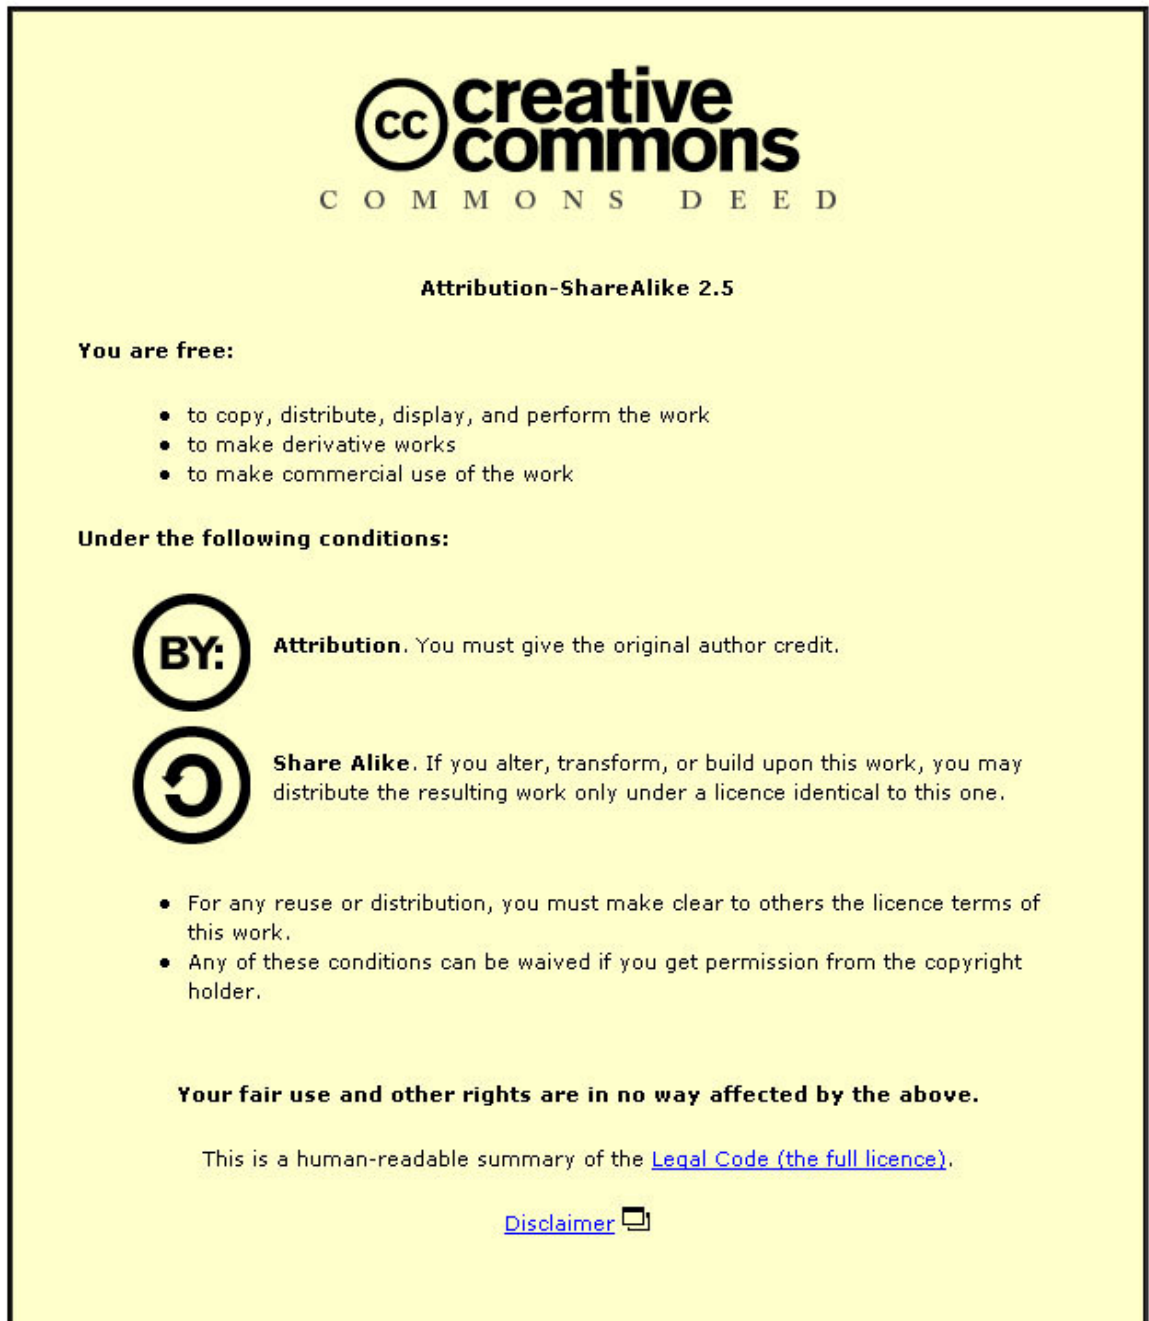 cc creative
commons
COMMONS DEED
Attribution-ShareAlike 2.5
You are free:
• to copy, distribute, display, and perform the work
• to make derivative works
• to make commercial use of the work
Under the following conditions:
BY:
Attribution. You must give the original author credit.
Share Alike. If you alter, transform, or build upon this work, you may
distribute the resulting work only under a licence identical to this one.
• For any reuse or distribution, you must make clear to others the licence terms of
this work.
• Any of these conditions can be waived if you get permission from the copyright
holder.
Your fair use and other rights are in no way affected by the above.
This is a human-readable summary of the Legal Code (the full licence).
Disclaimer